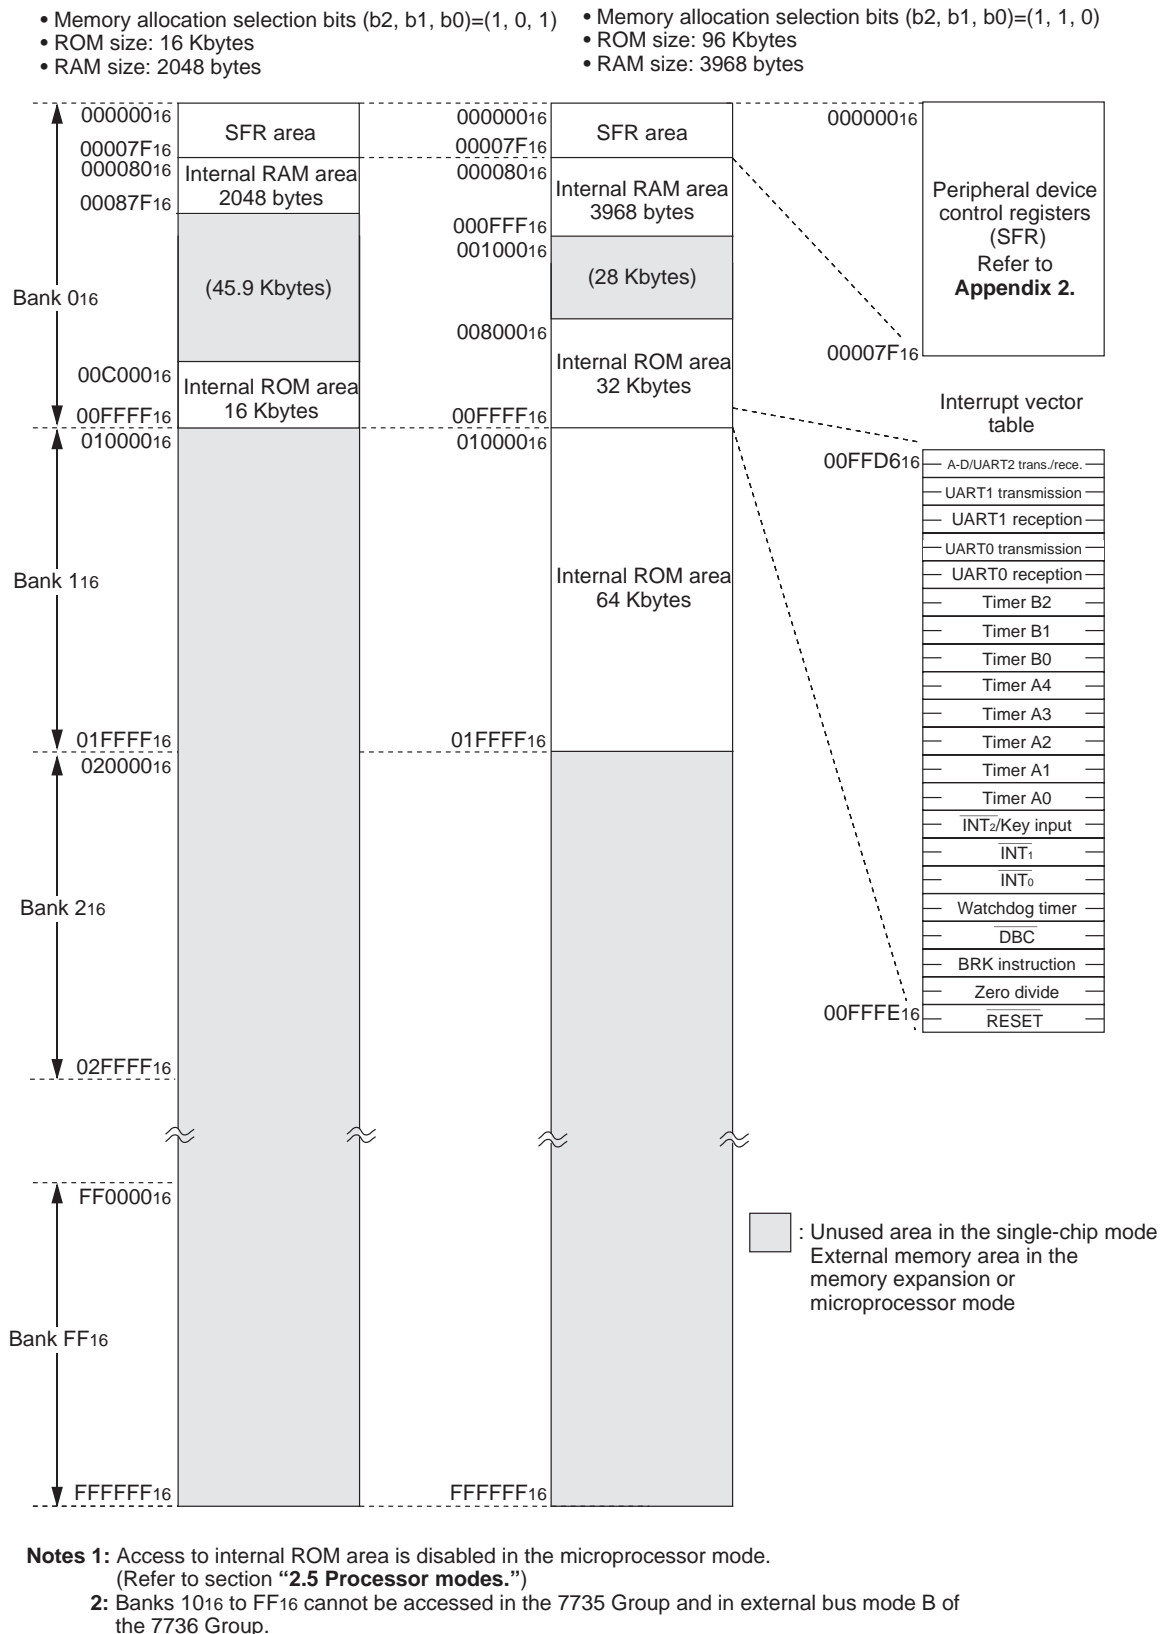 • Memory allocation selection bits (b2, b1, b0)=(1, 0, 1)
• ROM size: 16 Kbytes
• RAM size: 2048 bytes
• Memory allocation selection bits (b2, b1, b0)=(1, 1, 0)
• ROM size: 96 Kbytes
• RAM size: 3968 bytes
00000016
00007F16
00008016
00087F16
00C00016
00FFFF16
01000016
01FFFF16
02000016
02FFFF16
FF000016
FFFFFF16
Bank 016
Bank 116
Bank 216
Bank FF16
SFR area
Internal RAM area
2048 bytes
(45.9 Kbytes)
Internal ROM area
16 Kbytes
00000016
00007F16
00008016
000FFF16
00100016
00800016
00FFFF16
01000016
01FFFF16
FFFFFF16
SFR area
Internal RAM area
3968 bytes
(28 Kbytes)
Internal ROM area
32 Kbytes
Internal ROM area
64 Kbytes
00000016
Peripheral device
control registers
(SFR)
Refer to
Appendix 2.
00007F16
Interrupt vector
table
00FFD616
A-D/UART2 trans./rece.
UART1 transmission
UART1 reception
UART0 transmission
UART0 reception
Timer B2
Timer B1
Timer B0
Timer A4
Timer A3
Timer A2
Timer A1
Timer A0
INT2/Key input
INT1
INT0
Watchdog timer
DBC
BRK instruction
Zero divide
00FFFE16
RESET
: Unused area in the single-chip mode
External memory area in the
memory expansion or
microprocessor mode
Notes 1: Access to internal ROM area is disabled in the microprocessor mode.
(Refer to section “2.5 Processor modes.”)
2: Banks 1016 to FF16 cannot be accessed in the 7735 Group and in external bus mode B of
the 7736 Group.